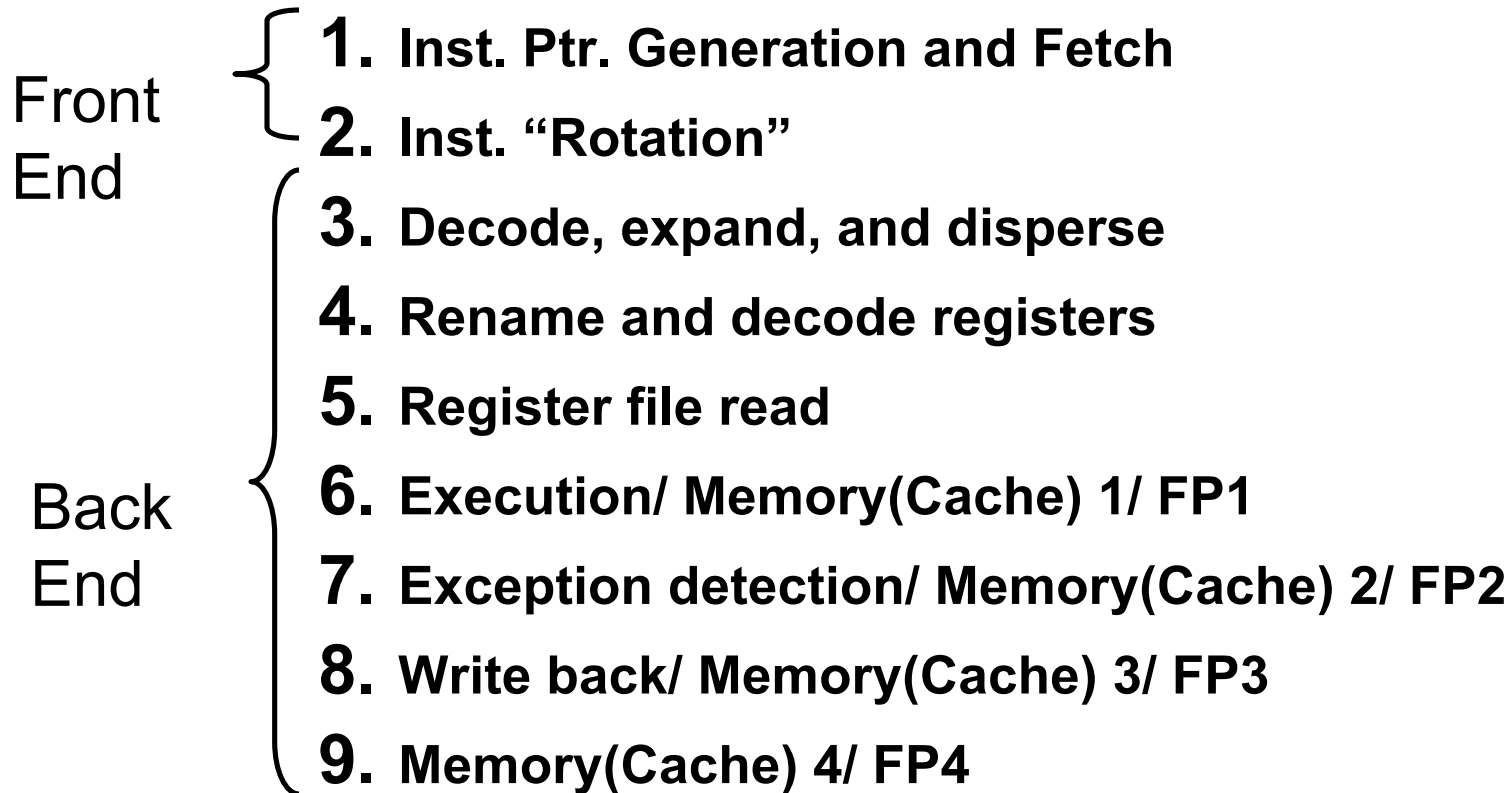 Front
End
1. Inst. Ptr. Generation and Fetch
2. Inst. “Rotation”
Back
End
3. Decode, expand, and disperse
4. Rename and decode registers
5. Register file read
6. Execution/ Memory(Cache) 1/ FP1
7. Exception detection/ Memory(Cache) 2/ FP2
8. Write back/ Memory(Cache) 3/ FP3
9. Memory(Cache) 4/ FP4